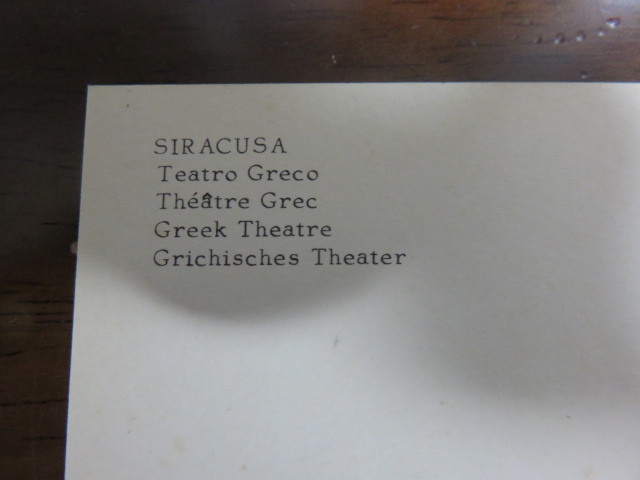 SIRACUSA
Teatro Greco
Théâtre Grec
Greek Theatre
Grichisches Theater